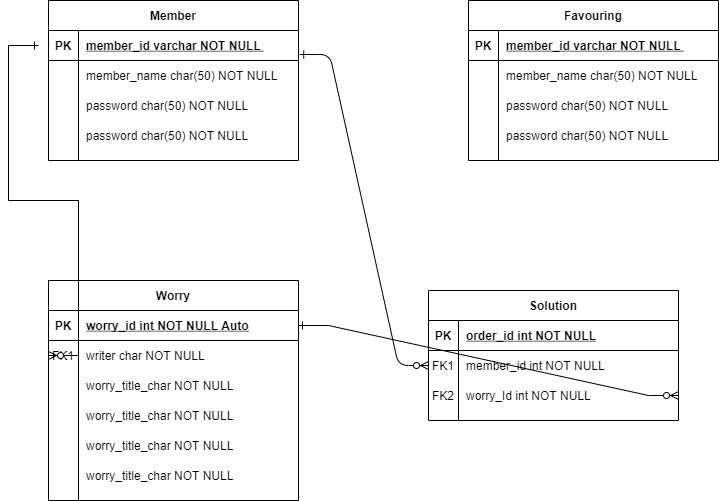 Member
PK member_id varchar NOT NULL
member_name char(50) NOT NULL
password char(50) NOT NULL
password char(50) NOT NULL
Favouring
PK member_id varchar NOT NULL
member_name char(50) NOT NULL
password char(50) NOT NULL
password char(50) NOT NULL
Worry
PK worry_id int NOT NULL Auto
FK1 writer char NOT NULL
worry_title_char NOT NULL
worry_title_char NOT NULL
worry_title_char NOT NULL
worry_title_char NOT NULL
Solution
PK order_id int NOT NULL
FK1 member_id int NOT NULL
FK2 worry_Id int NOT NULL